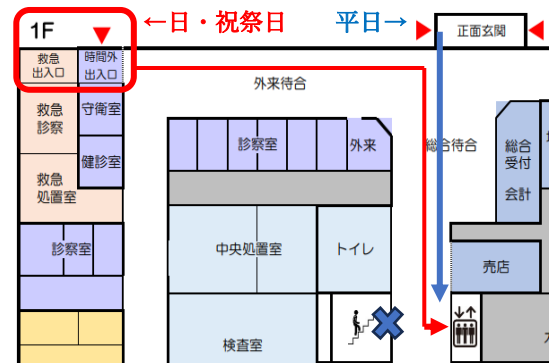 1F
←日・祝祭日
平日→
正面玄関
救急
出入口
時間外
出入口
外来待合
救急
診察
守衛室
健診室
救急
処置室
診察室
外来
総合待合
総合
受付
会計
診察室
中央処置室
トイレ
売店
検査室